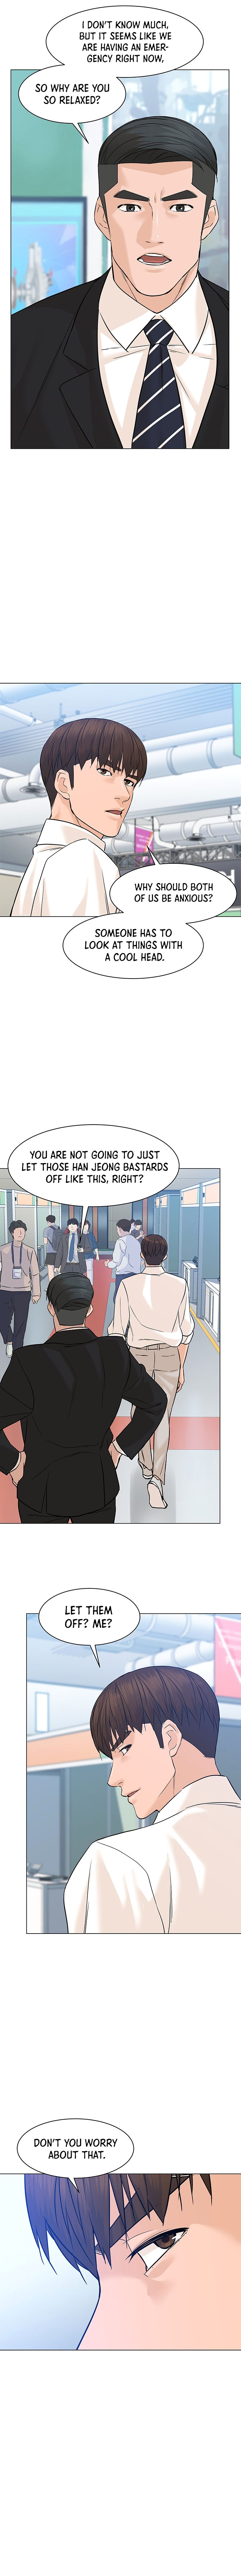 I DON'T KNOW MUCH,
BUT IT SEEMS LIKE WE
ARE HAVING AN EMER-
GENCY RIGHT NOW,
SO WHY ARE YOU
SO RELAXED?
WHY SHOULD BOTH
OF US BE ANXIOUS?
SOMEONE HAS TO
LOOK AT THINGS WITH
A COOL HEAD.
YOU ARE NOT GOING TO JUST
LET THOSE HAN JEONG BASTARDS
OFF LIKE THIS, RIGHT?
LET THEM
OFF? ME?
DON'T YOU WORRY
ABOUT THAT.